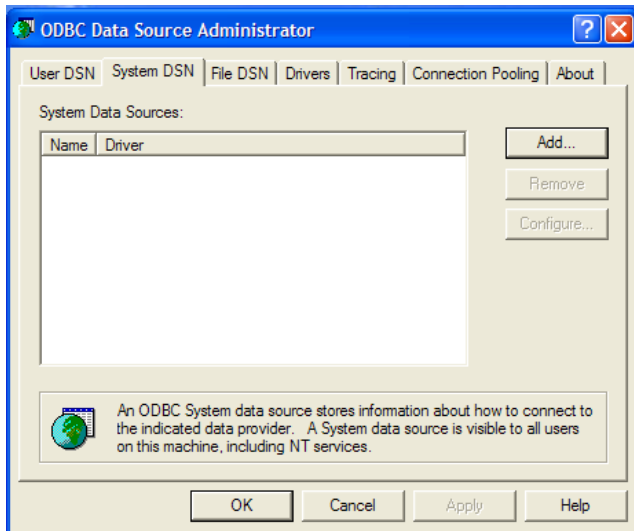 ODBC Data Source Administrator
User DSN System DSN File DSN Drivers Tracing Connection Pooling About
System Data Sources:
Name Driver
Add...
Remove
Configure...
An ODBC System data source stores information about how to connect to
the indicated data provider. A System data source is visible to all users
on this machine, including NT services.
OK Cancel Apply Help